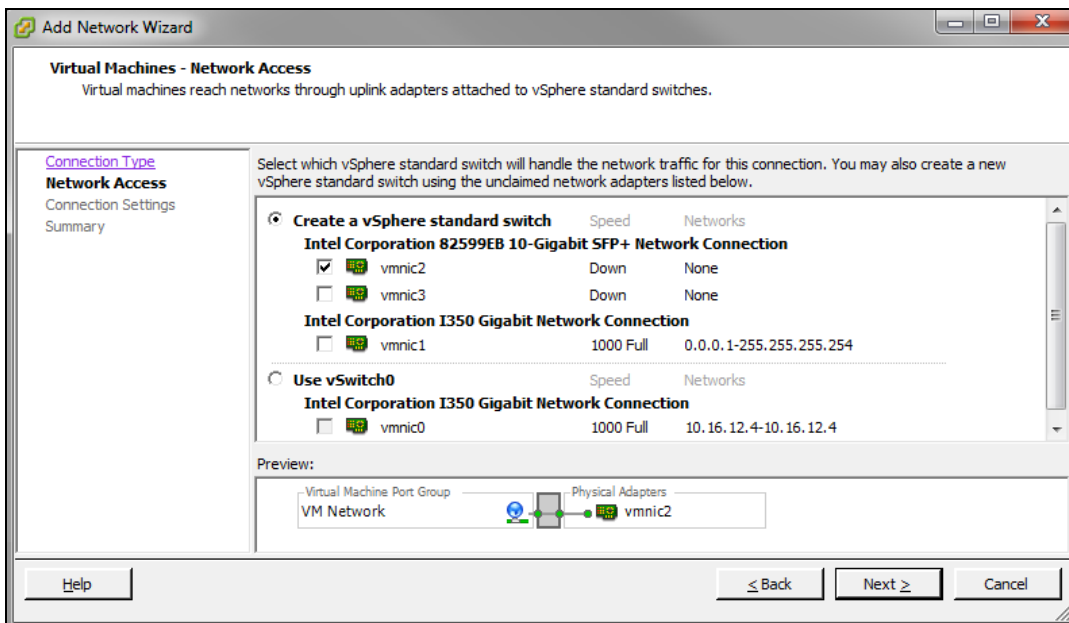 Add Network Wizard
Virtual Machines - Network Access
Virtual machines reach networks through uplink adapters attached to vSphere standard switches.
Connection Type
Network Access
Connection Settings
Summary
Select which vSphere standard switch will handle the network traffic for this connection. You may also create a new
vSphere standard switch using the unclaimed network adapters listed below.
Create a vSphere standard switch Speed Networks
Intel Corporation 82599EB 10-Gigabit SFP+ Network Connection
vmnic2 Down None
vmnic3 Down None
Intel Corporation I350 Gigabit Network Connection
vmnic1 1000 Full 0.0.0.1-255.255.255.254
Use vSwitch0 Speed Networks
Intel Corporation I350 Gigabit Network Connection
vmnic0 1000 Full 10.16.12.4-10.16.12.4
Preview:
Virtual Machine Port Group Physical Adapters
VM Network vmnic2
Help < Back Next > Cancel